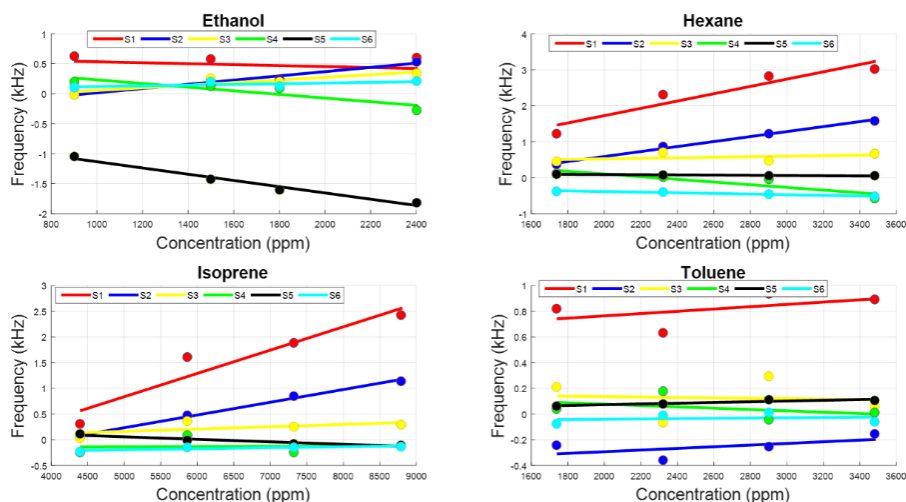 Ethanol
S1 S2 S3 S4 S5 S6
Frequency (kHz)
1
0.5
0
-0.5
-1
-1.5
-2
800 1000 1200 1400 1600 1800 2000 2200 2400
Concentration (ppm)
Hexane
S1 S2 S3 S4 S5 S6
Frequency (kHz)
4
3
2
1
0
-1
1600 1800 2000 2200 2400 2600 2800 3000 3200 3400 3600
Concentration (ppm)
Isoprene
S1 S2 S3 S4 S5 S6
Frequency (kHz)
3
2.5
2
1.5
1
0.5
0
-0.5
4000 4500 5000 5500 6000 6500 7000 7500 8000 8500 9000
Concentration (ppm)
Toluene
S1 S2 S3 S4 S5 S6
Frequency (kHz)
1
0.8
0.6
0.4
0.2
0
-0.2
-0.4
1600 1800 2000 2200 2400 2600 2800 3000 3200 3400 3600
Concentration (ppm)